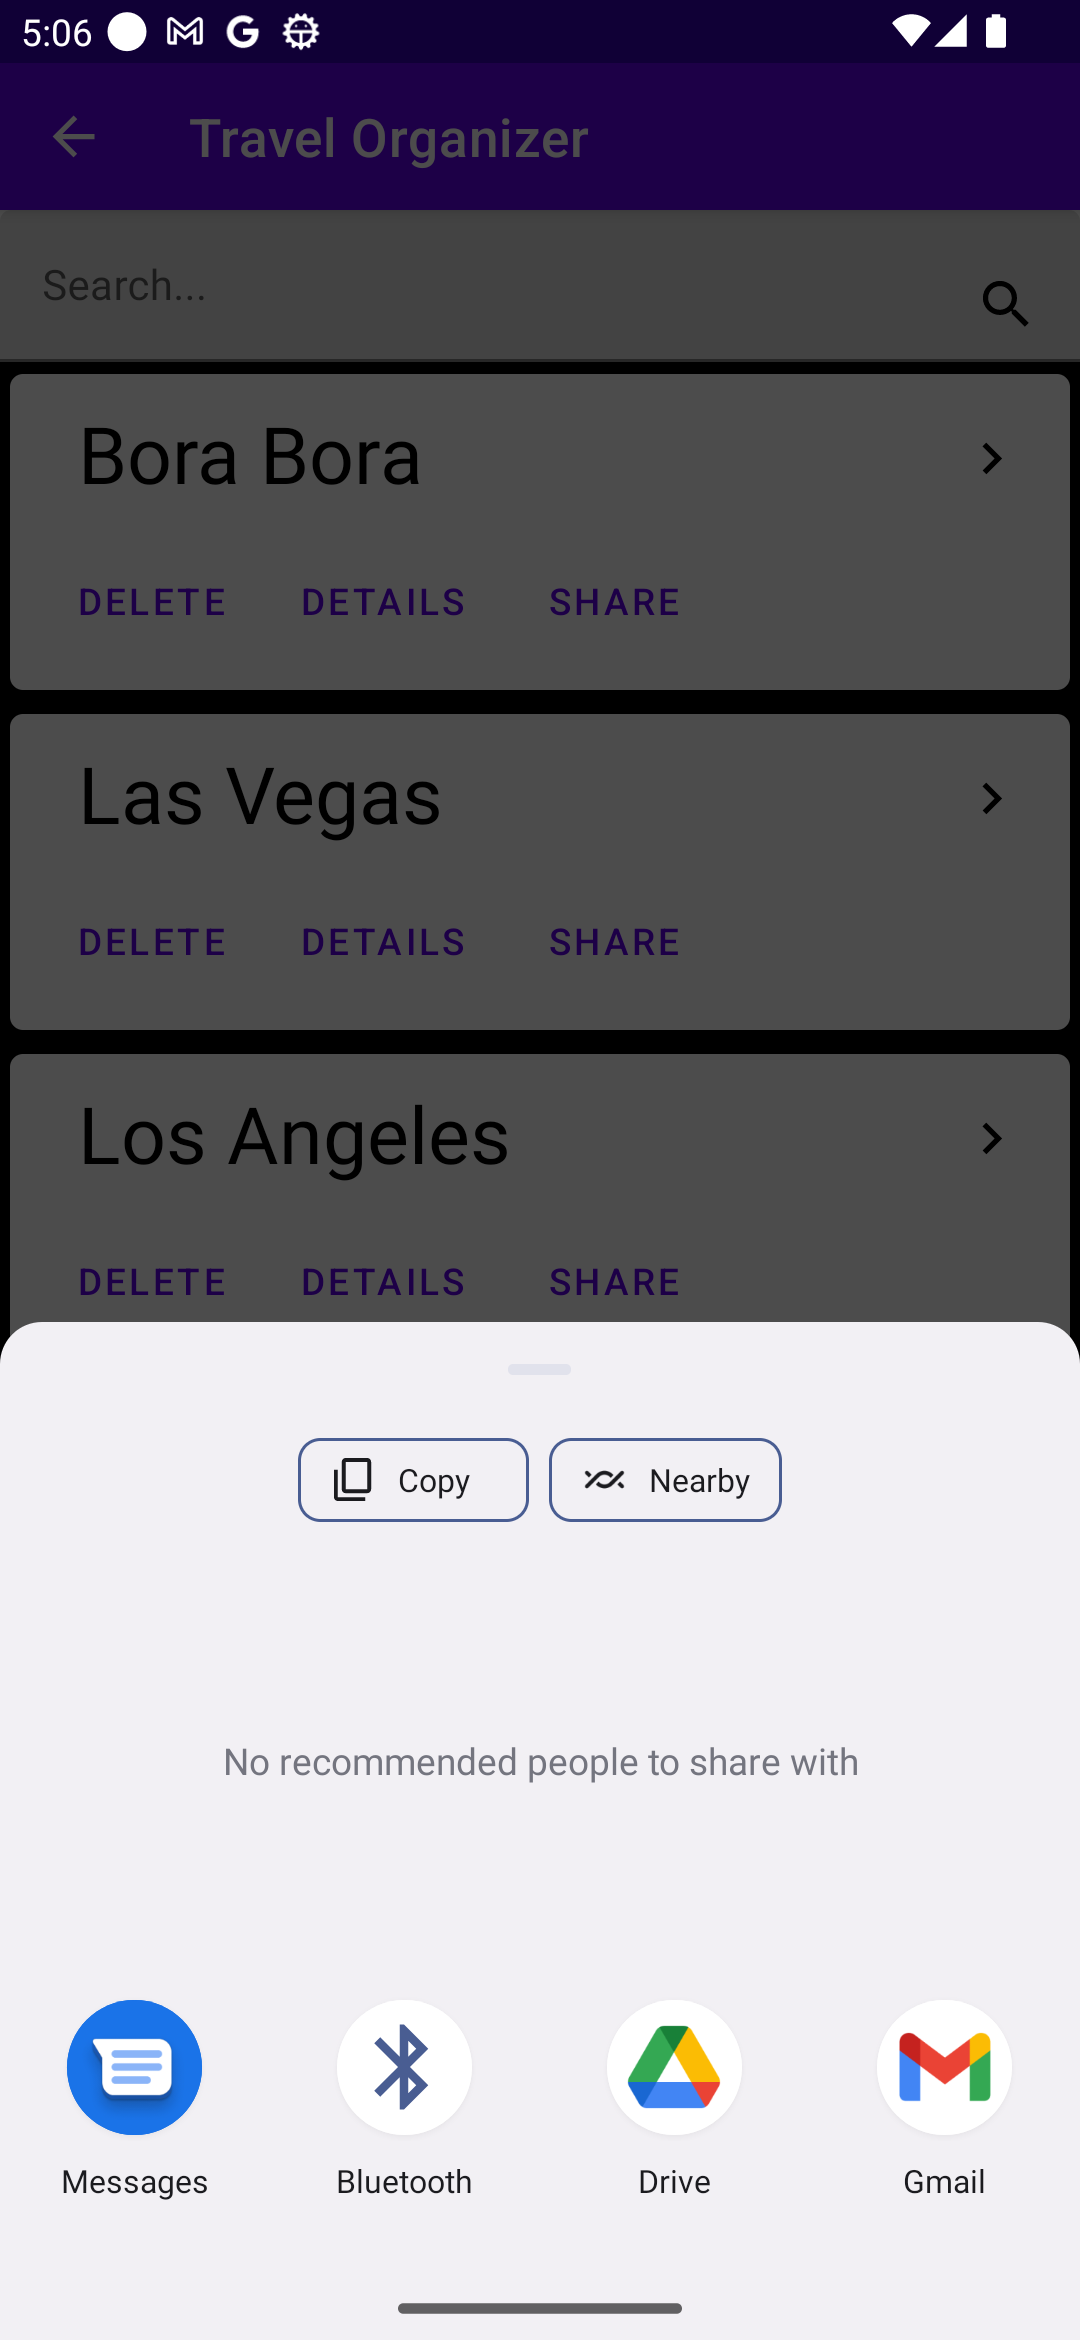 5:06
Travel Organizer
Search...
Bora Bora
DELETE DETAILS SHARE
Las Vegas
DELETE DETAILS SHARE
Los Angeles
DELETE DETAILS SHARE
Copy Nearby
No recommended people to share with
Messages Bluetooth Drive Gmail